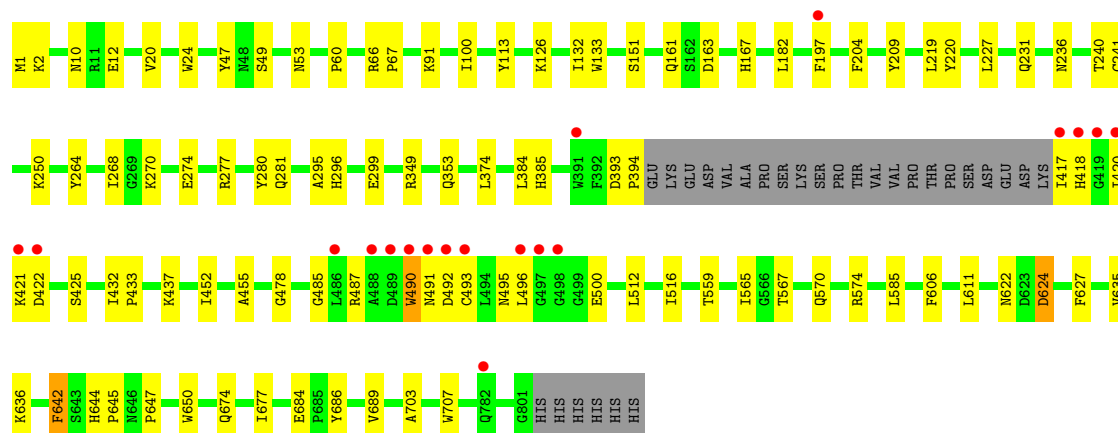 M1 K2 N10 R11 E12 V20 W24 Y47 N48 S49 N53 P60 R66 P67 K91 I100 Y113 K126 I132 W133 S151 Q161 S162 D163 H167 L182 F197 F204 Y209 L219 Y220 L227 Q231 N236 T240
K250 Y264 I268 G269 K270 E274 R277 Y280 Q281 A295 H296 E299 R349 Q353 L374 L384 H385 W391 F392 D393 P394 GLU LYS GLU ASP VAL ALA PRO SER LYS SER PRO THR VAL VAL PRO THR PRO SER ASP GLU ASP LYS I417 H418 G419 I420
K421 D422 S425 I432 P433 K437 I452 A455 G478 G485 L486 R487 A488 D489 W490 N491 D492 C493 L494 N495 L496 G497 G498 G499 E500 L512 I516 T559 I565 G566 T567 Q570 R574 L585 F606 L611 N622 D623 D624 F627 V635
K636 F642 S643 H644 P645 N646 P647 W650 Q674 I677 E684 P685 Y686 V689 A703 W707 Q782 G801 HIS HIS HIS HIS HIS HIS